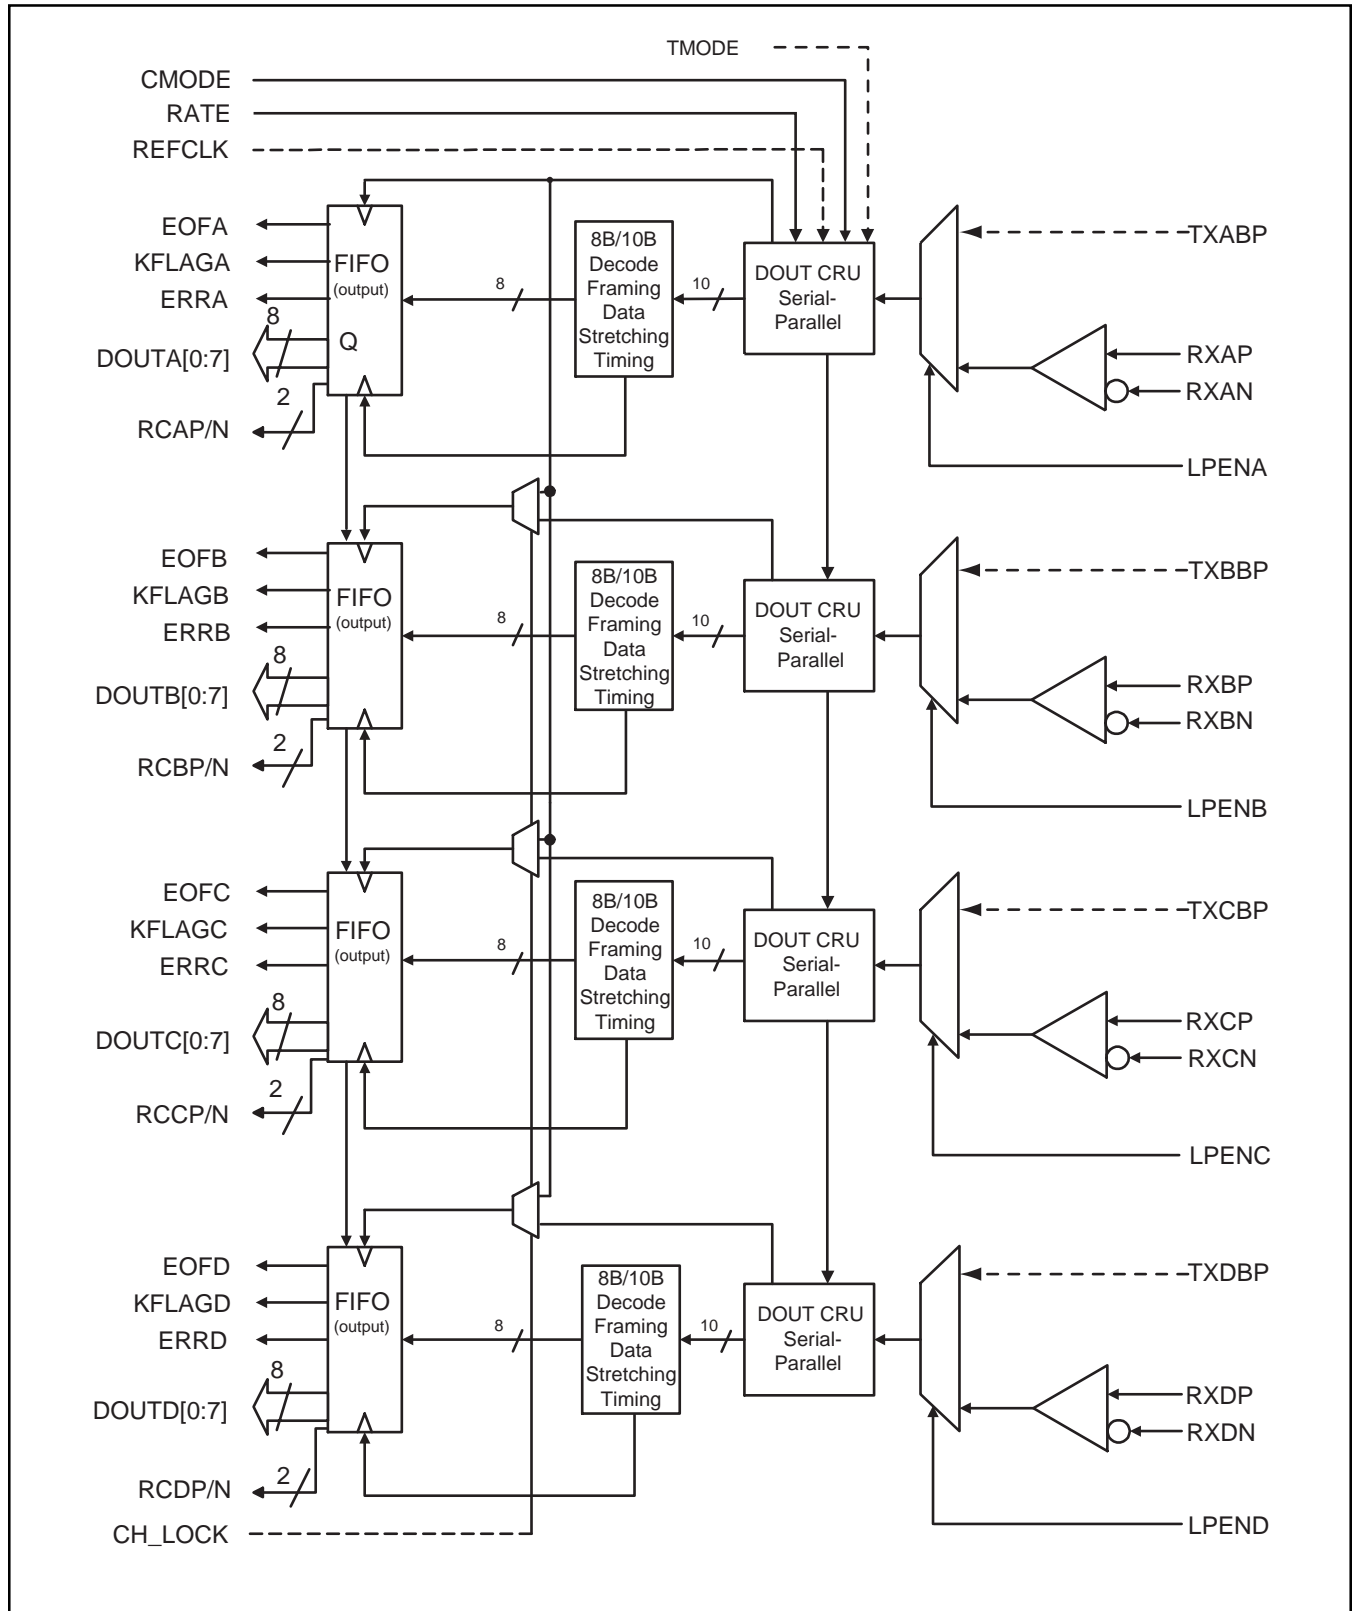 TMODE
CMODE
RATE
REFCLK
EOFA
KFLAGA
ERRA
8
DOUTA[0:7]
2
RCAP/N
FIFO
(output)
Q
8
8B/10B
Decode
Framing
Data
Stretching
Timing
10
DOUT CRU
Serial-
Parallel
TXABP
RXAP
RXAN
LPENA
EOFB
KFLAGB
ERRB
8
DOUTB[0:7]
2
RCBP/N
FIFO
(output)
8
8B/10B
Decode
Framing
Data
Stretching
Timing
10
DOUT CRU
Serial-
Parallel
TXBBP
RXBP
RXBN
LPENB
EOFC
KFLAGC
ERRC
8
DOUTC[0:7]
2
RCCP/N
FIFO
(output)
8
8B/10B
Decode
Framing
Data
Stretching
Timing
10
DOUT CRU
Serial-
Parallel
TXCBP
RXCP
RXCN
LPENC
EOFD
KFLAGD
ERRD
8
DOUTD[0:7]
2
RCDP/N
FIFO
(output)
8
8B/10B
Decode
Framing
Data
Stretching
Timing
10
DOUT CRU
Serial-
Parallel
TXDBP
RXDP
RXDN
LPEND
CH_LOCK